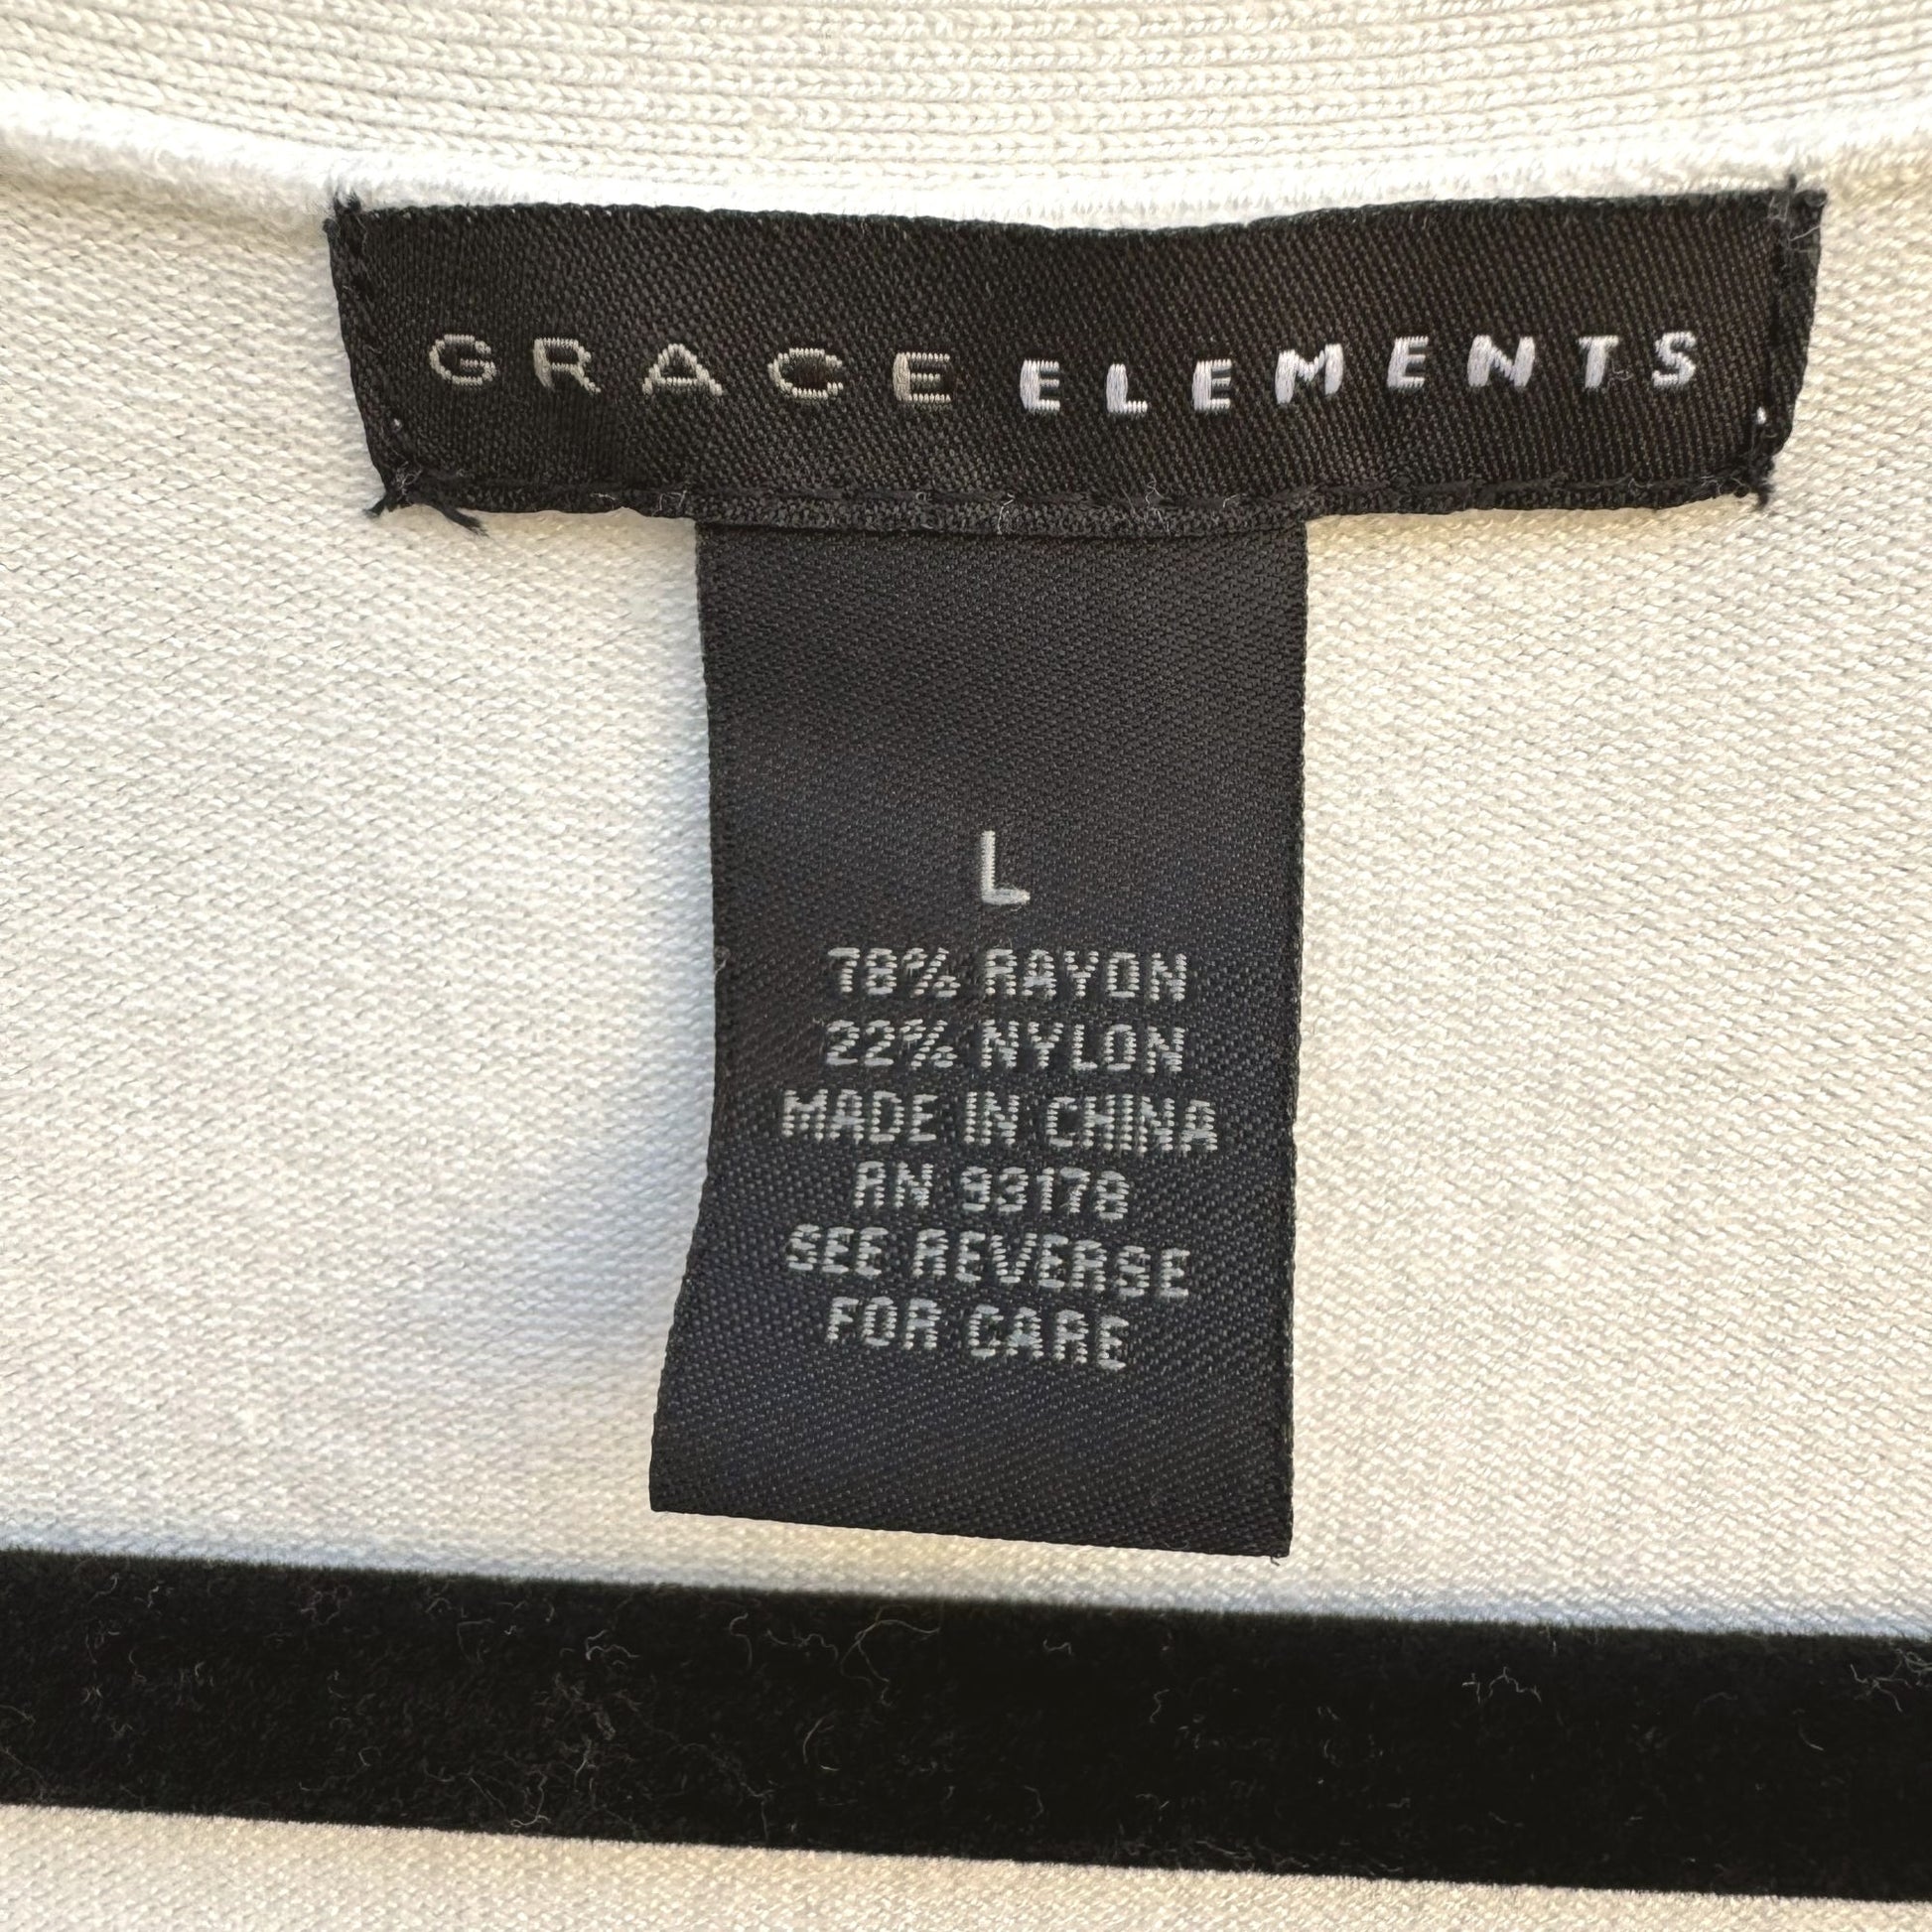 GRACE ELEMENTS
L
78% RAYON
22% NYLON
MADE IN CHINA
RN 93178
SEE REVERSE
FOR CARE